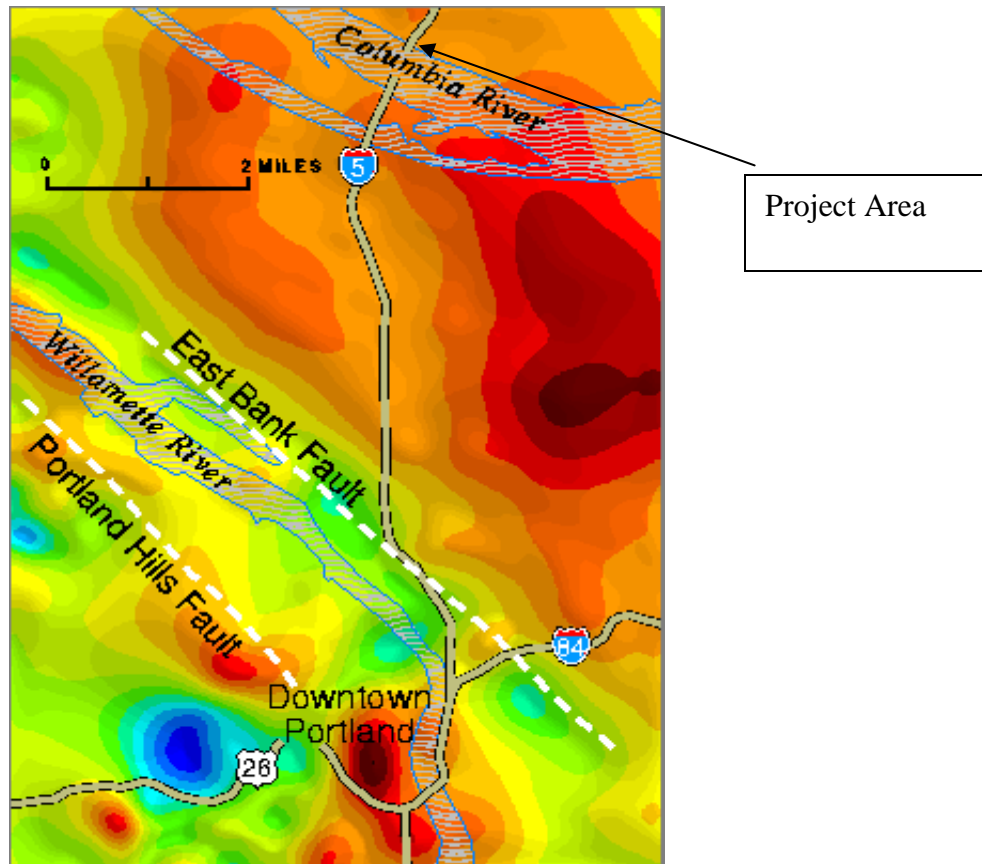 Columbia River
0 2 MILES
5
Project Area
East Bank Fault
Willamette River
Portland Hills Fault
84
Downtown
Portland
26